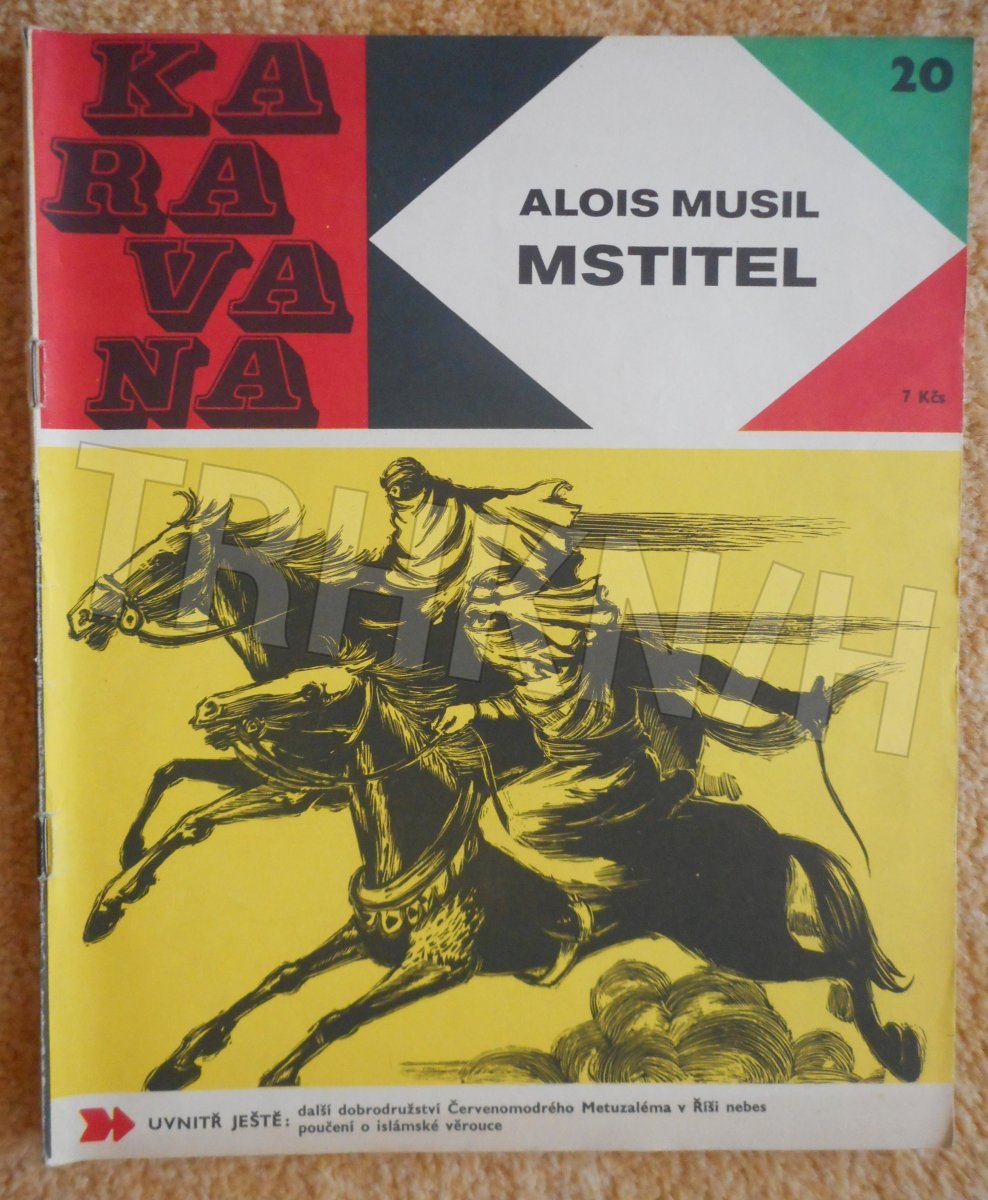 KA
RA
VA
NA
20
ALOIS MUSIL
MSTITEL
7 Kčs
TRHKNIH
UVNITŘ JEŠTĚ: další dobrodružství Červenomodrého Metuzaléma v Říši nebes
poučení o islámské věrouce